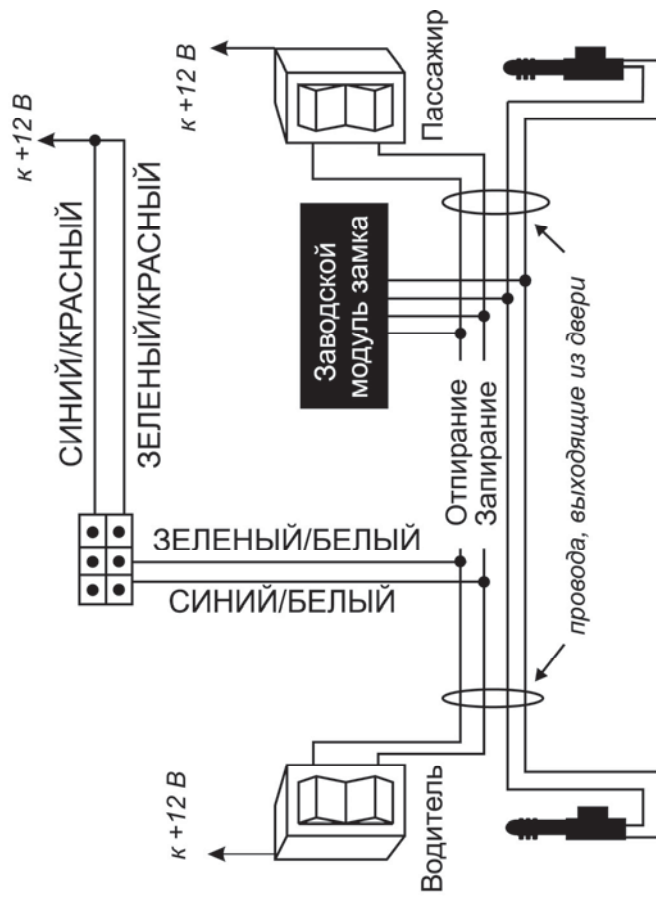 к +12 В
СИНИЙ/КРАСНЫЙ
ЗЕЛЕНЫЙ/КРАСНЫЙ
к +12 В
Пассажир
Заводской
модуль замка
ЗЕЛЕНЫЙ/БЕЛЫЙ
СИНИЙ/БЕЛЫЙ
Отпирание
Запирание
к +12 В
Водитель
провода, выходящие из двери